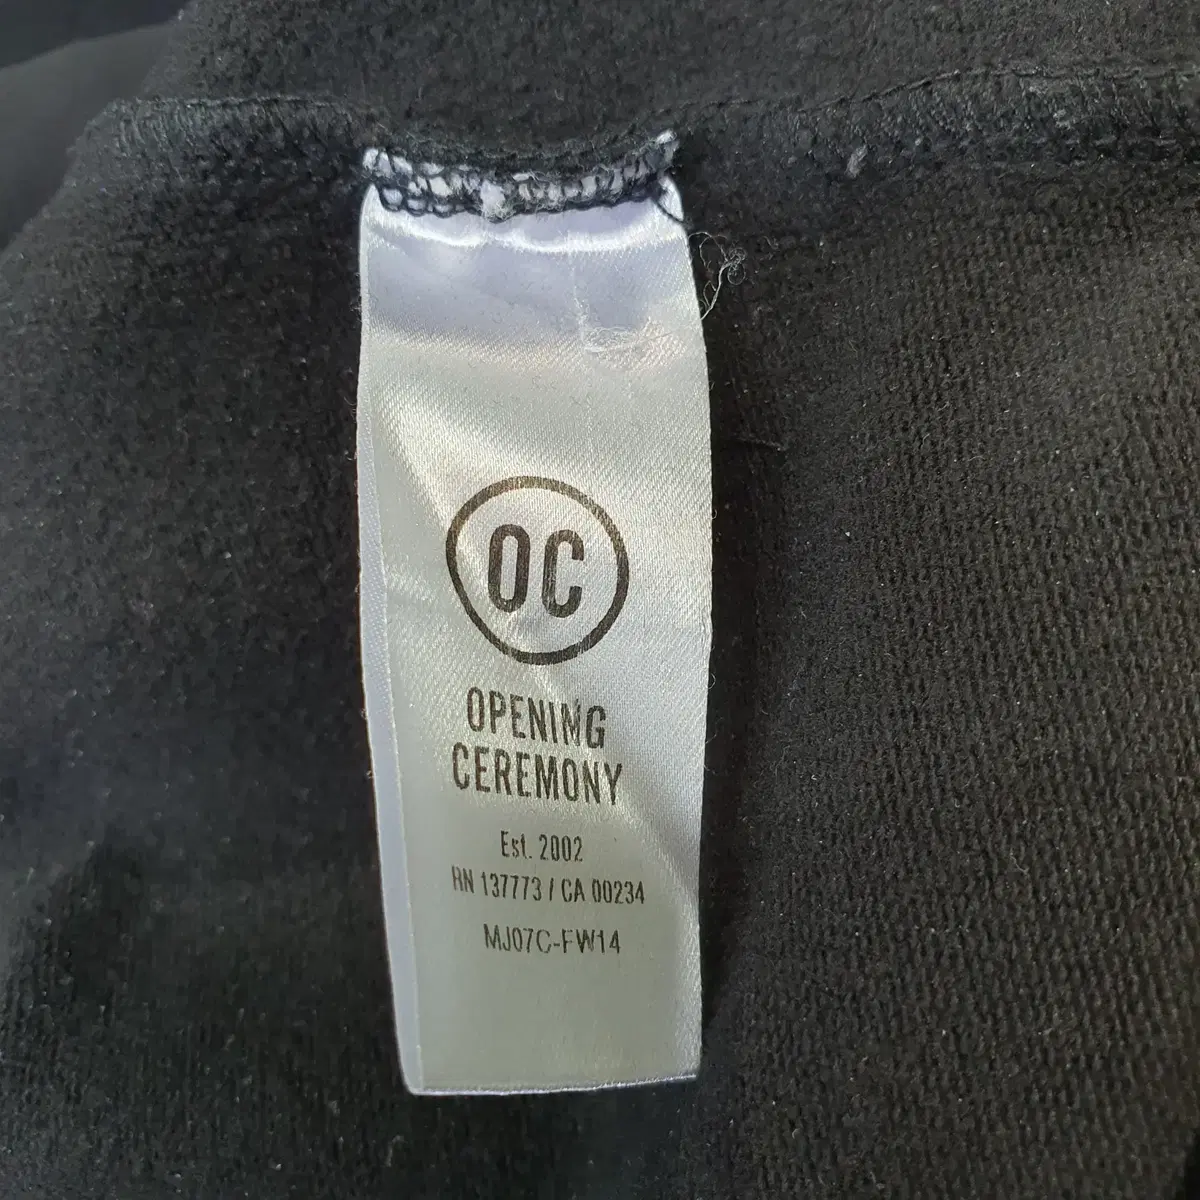 OC
OPENING
CEREMONY
Est. 2002
RN 137773 / CA 00234
MJ07C-FW14